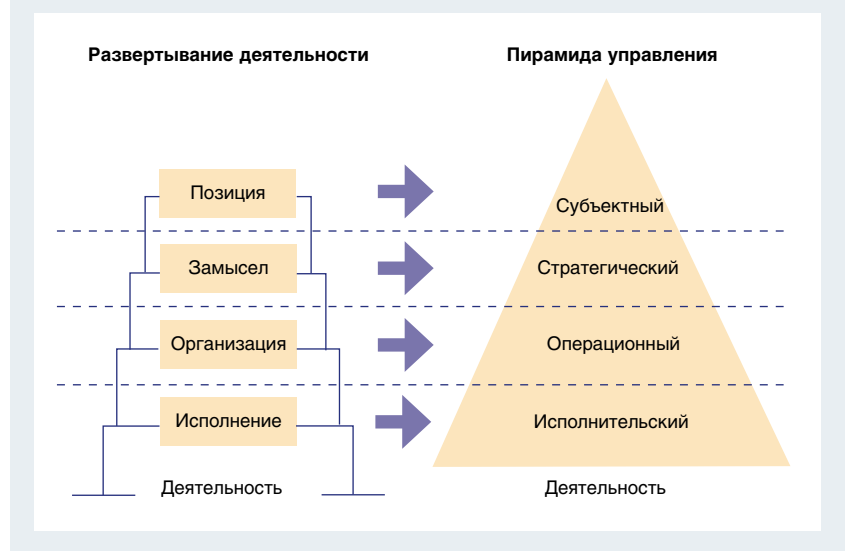 Развертывание деятельности
Пирамида управления
Позиция
Субъектный
Замысел
Стратегический
Организация
Операционный
Исполнение
Исполнительский
Деятельность
Деятельность